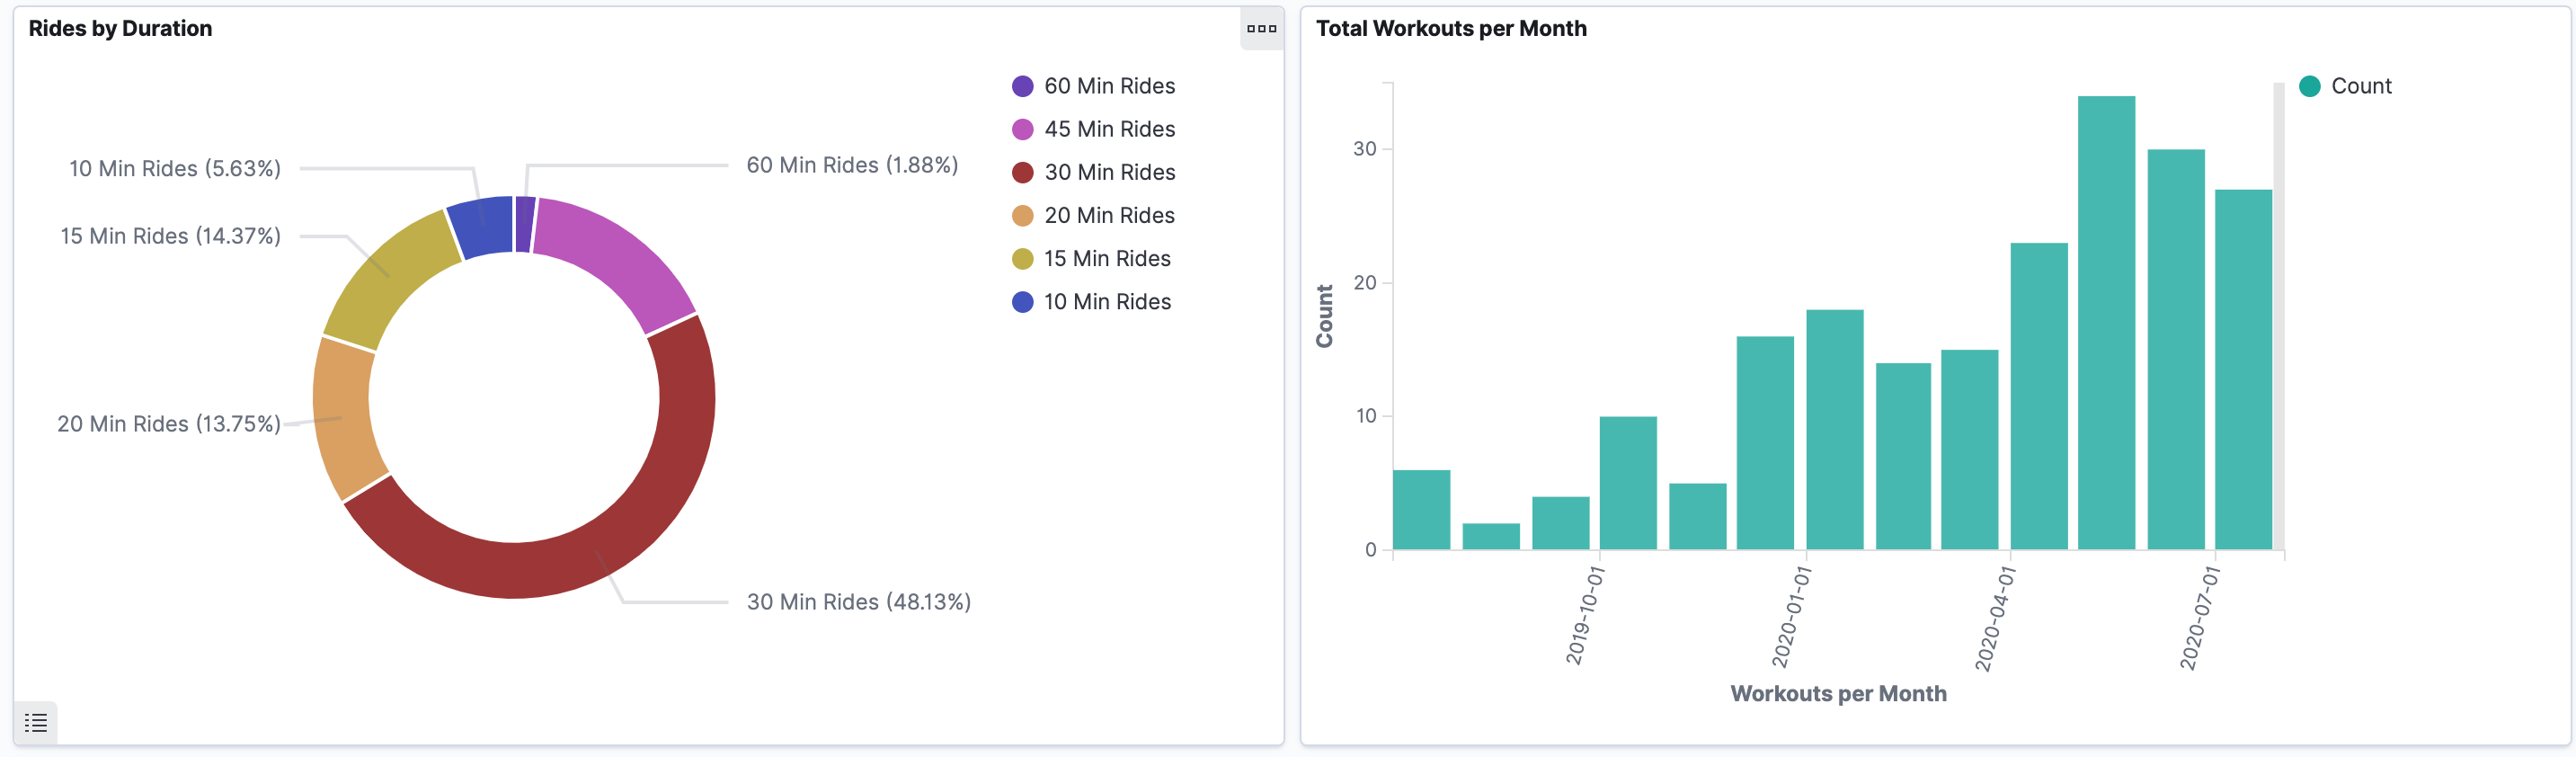 Rides by Duration
60 Min Rides
45 Min Rides
30 Min Rides
20 Min Rides
15 Min Rides
10 Min Rides
10 Min Rides (5.63%)
60 Min Rides (1.88%)
15 Min Rides (14.37%)
20 Min Rides (13.75%)
30 Min Rides (48.13%)
Total Workouts per Month
Count
30
20
10
0
Count
2019-10-01
2020-01-01
2020-04-01
2020-07-01
Workouts per Month